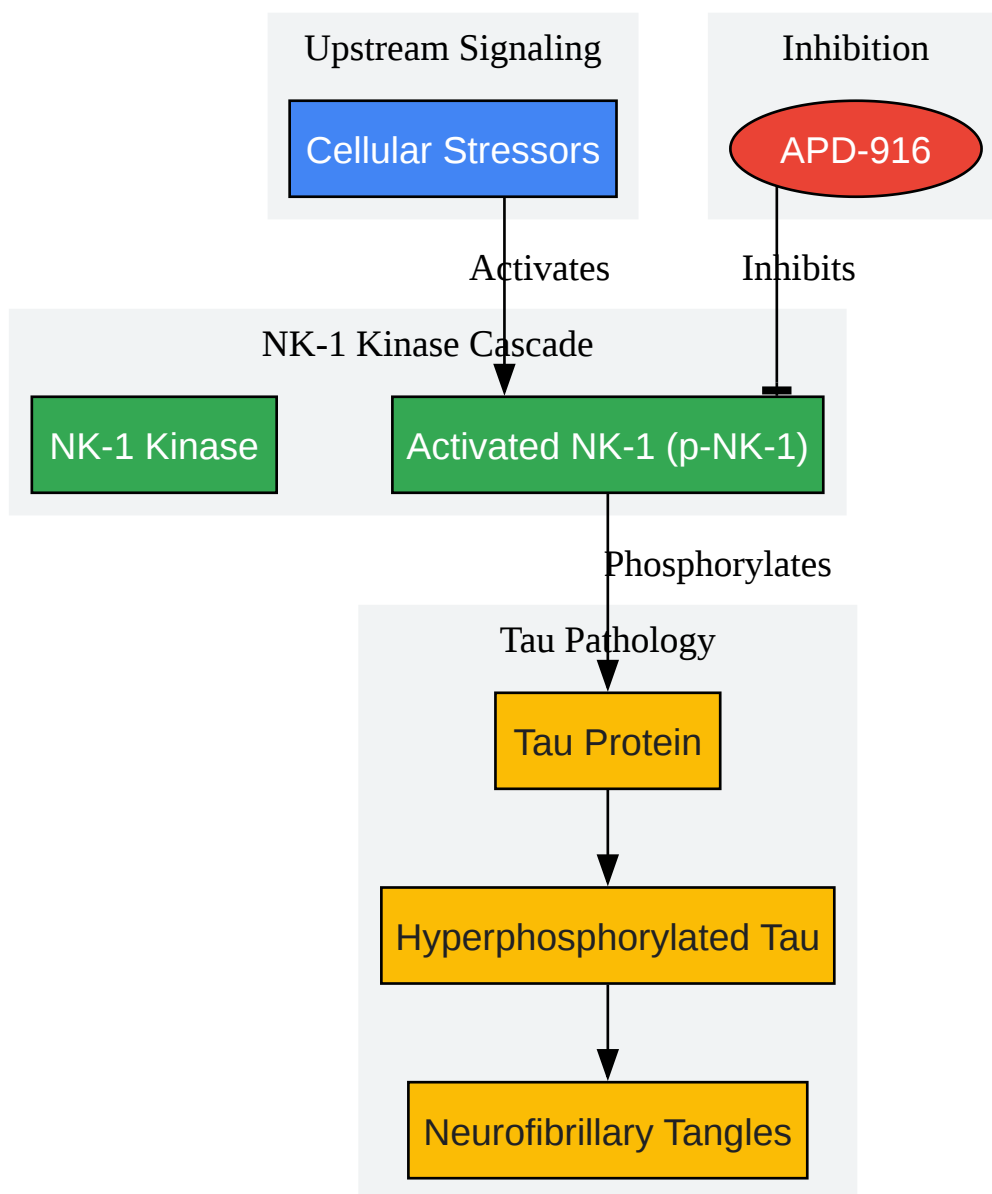 Upstream Signaling
Inhibition
Cellular Stressors
APD-916
Activates
Inhibits
NK-1 Kinase Cascade
NK-1 Kinase
Activated NK-1 (p-NK-1)
Phosphorylates
Tau Pathology
Tau Protein
Hyperphosphorylated Tau
Neurofibrillary Tangles